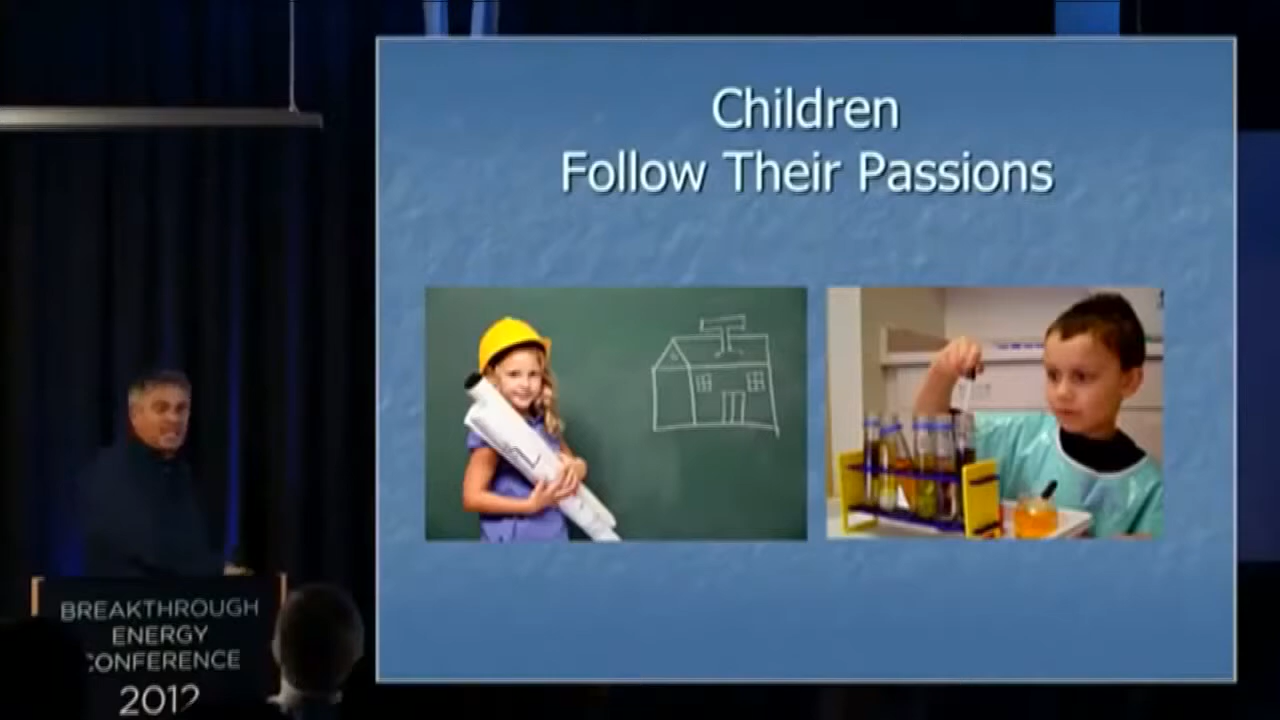 Children
Follow Their Passions
BREAKTHROUGH
ENERGY
CONFERENCE
2012